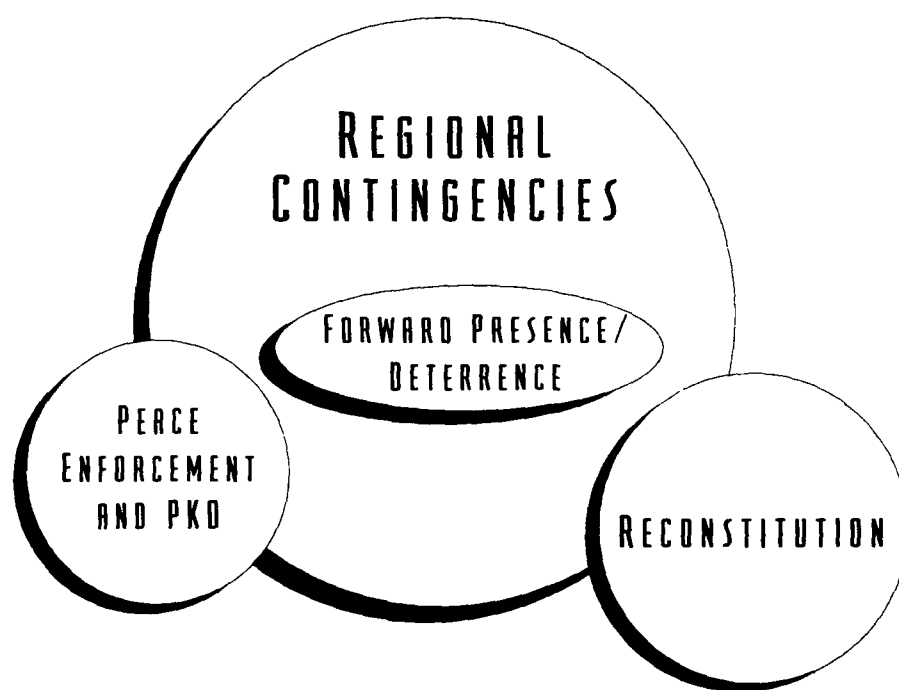 REGIONAL
CONTINGENCIES
FORWARD PRESENCE/
DETERRENCE
PEACE
ENFORCEMENT
AND PKO
RECONSTITUTION